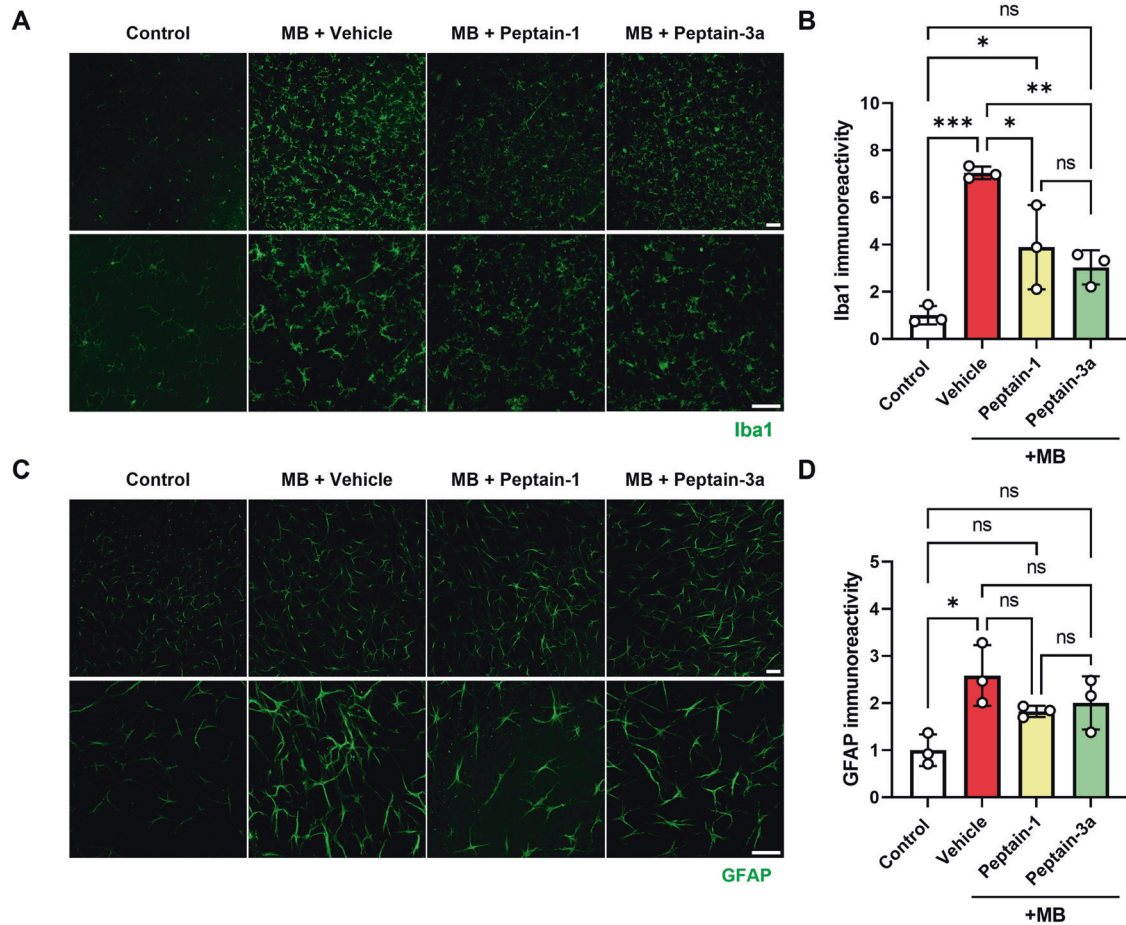 A
Control
MB + Vehicle
MB + Peptain-1
MB + Peptain-3a
Iba1
B
ns
*
**
***
*
ns
Iba1 immunoreactivity
10
8
6
4
2
0
Control
Vehicle
Peptain-1
Peptain-3a
+MB
C
Control
MB + Vehicle
MB + Peptain-1
MB + Peptain-3a
GFAP
D
ns
ns
ns
*
ns
ns
GFAP immunoreactivity
5
4
3
2
1
0
Control
Vehicle
Peptain-1
Peptain-3a
+MB